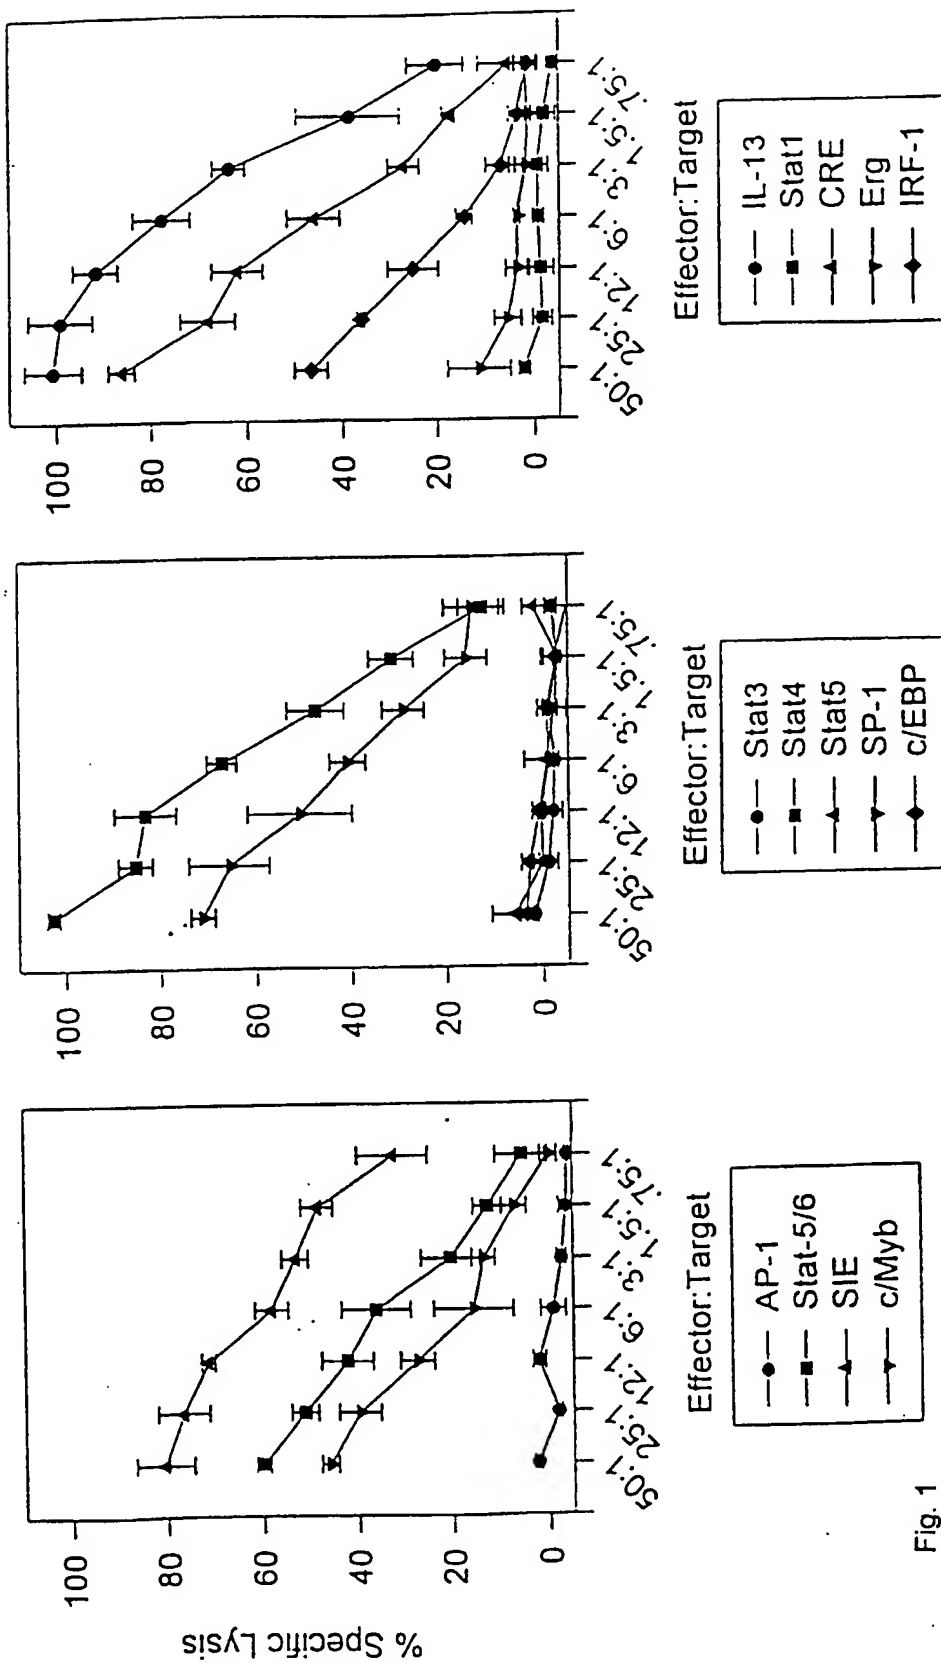 % Specific Lysis
100
80
60
40
20
0
50:1
25:1
12:1
6:1
3:1
1.5:1
.75:1
Effector:Target
AP-1
Stat-5/6
SIE
c/Myb
100
80
60
40
20
0
50:1
25:1
12:1
6:1
3:1
1.5:1
.75:1
Effector:Target
Stat3
Stat4
Stat5
SP-1
c/EBP
100
80
60
40
20
0
50:1
25:1
12:1
6:1
3:1
1.5:1
.75:1
Effector:Target
IL-13
Stat1
CRE
Erg
IRF-1
Fig. 1